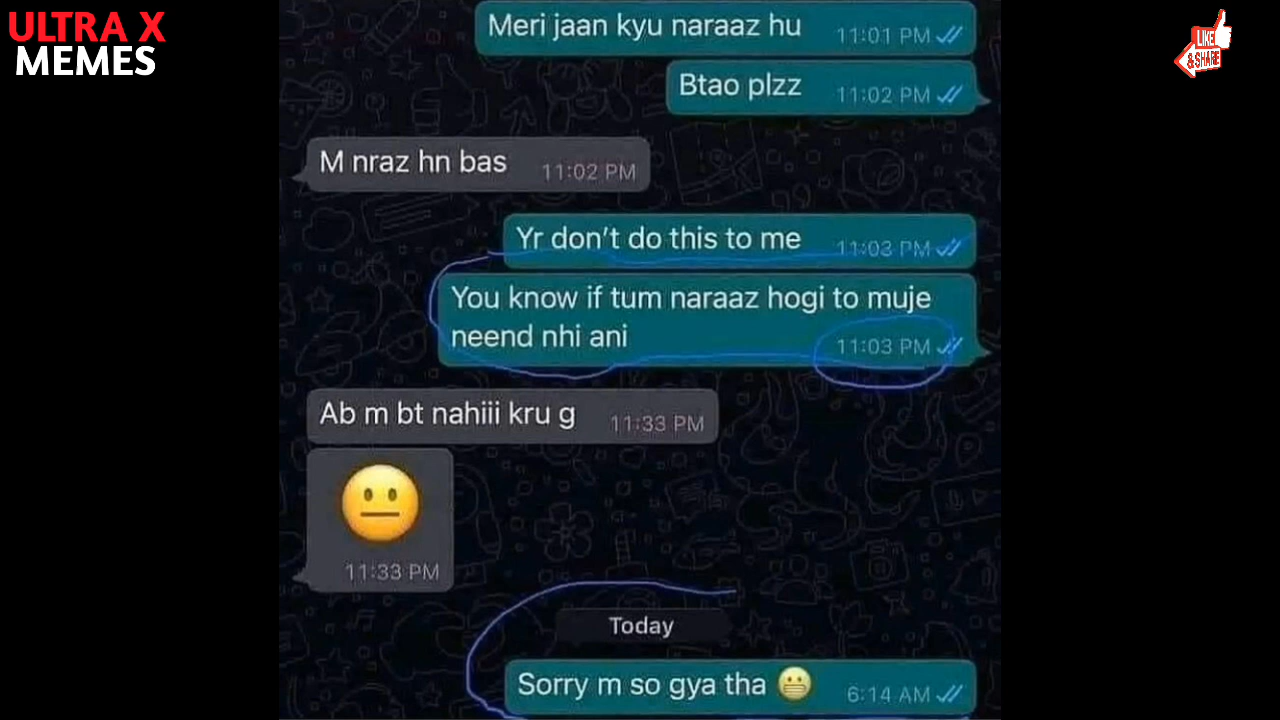 ULTRA X
MEMES
LIKE
& SHARE
Meri jaan kyu naraaz hu 11:01 PM
Btao plzz 11:02 PM
M nraz hn bas 11:02 PM
Yr don't do this to me 11:03 PM
You know if tum naraaz hogi to muje
neend nhi ani 11:03 PM
Ab m bt nahiii kru g 11:33 PM
😐
11:33 PM
Today
Sorry m so gya tha 😬 6:14 AM